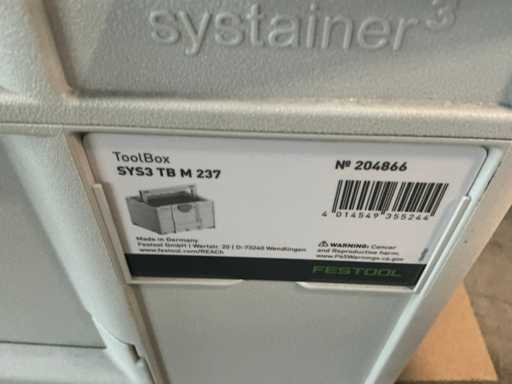 systainer³
ToolBox
SYS3 TB M 237
№ 204866
4 014549 355244
Made in Germany
Festool GmbH | Wertstr. 20 | D-73240 Wendlingen
www.festool.com/REACh
⚠ WARNING: Cancer
and Reproductive harm.
www.P65Warnings.ca.gov
FESTOOL